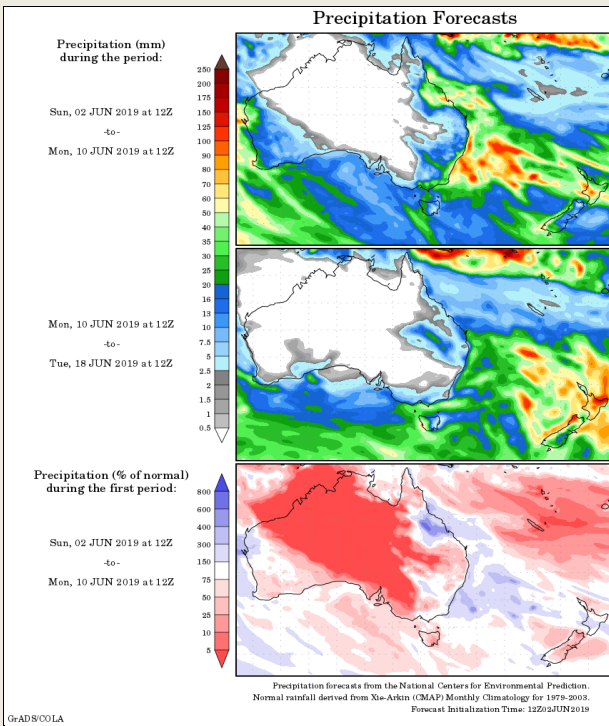 Precipitation Forecasts
Precipitation (mm)
during the period:
Sun, 02 JUN 2019 at 12Z
-to-
Mon, 10 JUN 2019 at 12Z
250
200
175
150
125
100
90
80
70
60
50
40
35
30
25
20
16
13
10
7.5
5
2.5
2
1.5
1
0.5
Mon, 10 JUN 2019 at 12Z
-to-
Tue, 18 JUN 2019 at 12Z
Precipitation (% of normal)
during the first period:
Sun, 02 JUN 2019 at 12Z
-to-
Mon, 10 JUN 2019 at 12Z
800
600
400
300
150
75
50
25
10
5
Precipitation forecasts from the National Centers for Environmental Prediction.
Normal rainfall derived from Xie-Arkin (CMAP) Monthly Climatology for 1979-2003.
Forecast Initialization Time: 12Z02JUN2019
GrADS/COLA